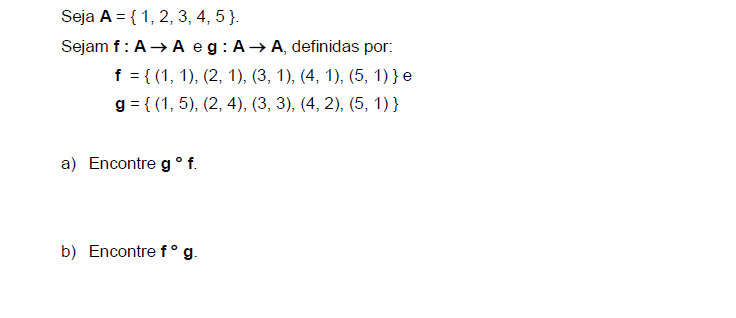 Seja A = { 1, 2, 3, 4, 5 }.
Sejam f : A → A e g : A → A, definidas por:
f = { (1, 1), (2, 1), (3, 1), (4, 1), (5, 1) } e
g = { (1, 5), (2, 4), (3, 3), (4, 2), (5, 1) }
a) Encontre g ° f.
b) Encontre f ° g.